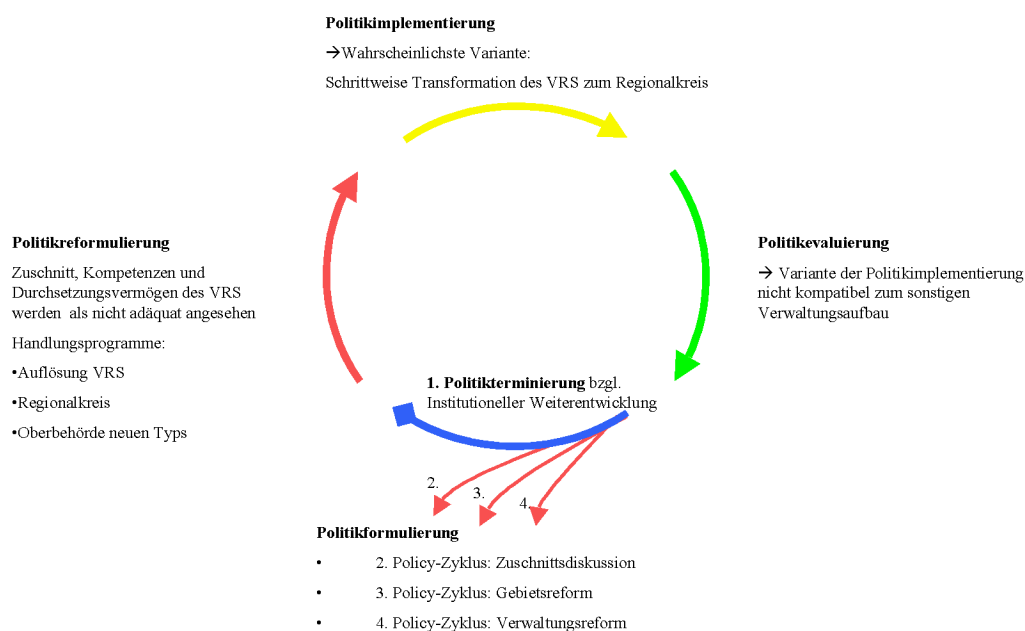 Politikimplementierung
→Wahrscheinlichste Variante:
Schrittweise Transformation des VRS zum Regionalkreis
Politikreformulierung
Zuschnitt, Kompetenzen und
Durchsetzungsvermögen des VRS
werden als nicht adäquat angesehen
Handlungsprogramme:
•Auflösung VRS
•Regionalkreis
•Oberbehörde neuen Typs
Politikevaluierung
→ Variante der Politikimplementierung
nicht kompatibel zum sonstigen
Verwaltungsaufbau
1. Politikterminierung bzgl.
Institutioneller Weiterentwicklung
2.
3.
4.
Politikformulierung
• 2. Policy-Zyklus: Zuschnittsdiskussion
• 3. Policy-Zyklus: Gebietsreform
• 4. Policy-Zyklus: Verwaltungsreform